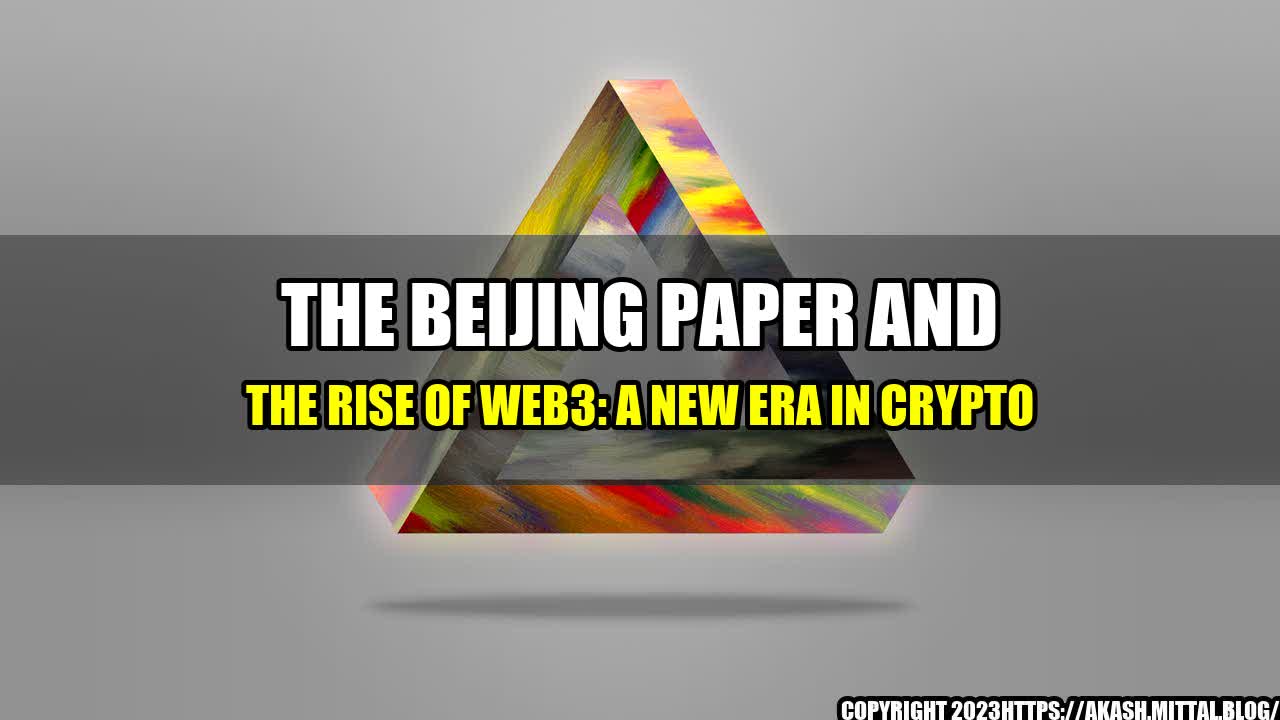 THE BEIJING PAPER AND
THE RISE OF WEB3: A NEW ERA IN CRYPTO
COPYRIGHT 2023HTTPS://AKASH.MITTAL.BLOG/